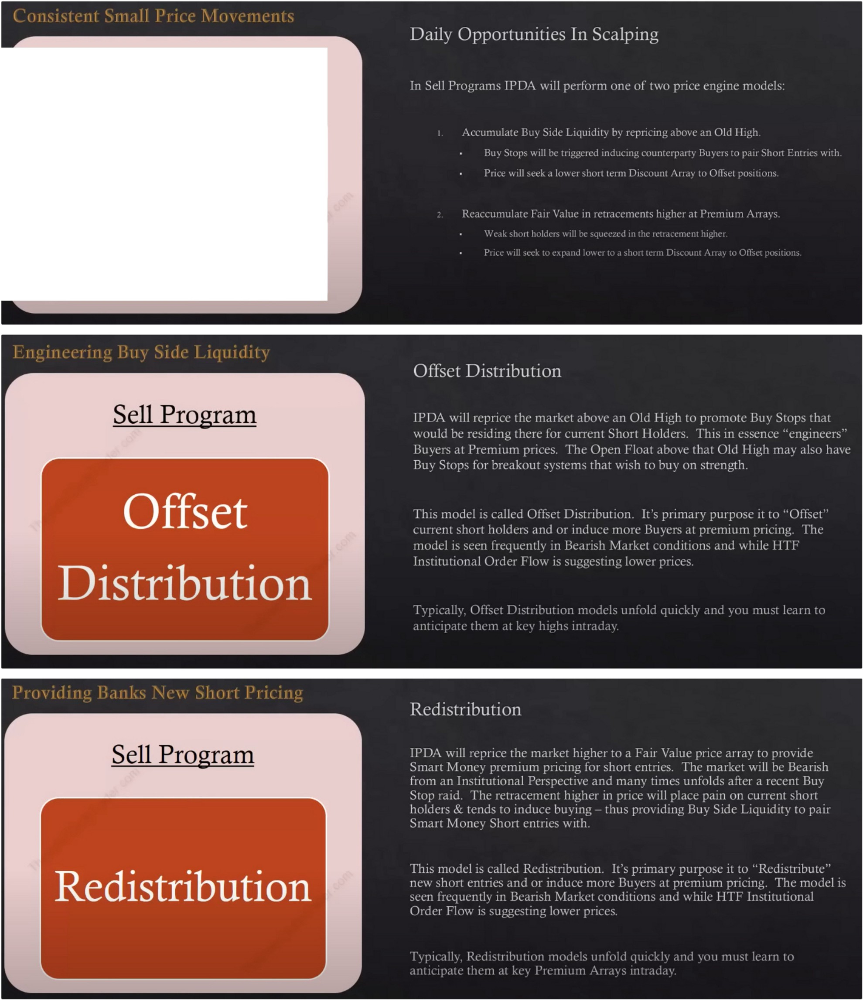 Consistent Small Price Movements
Daily Opportunities In Scalping
In Sell Programs IPDA will perform one of two price engine models:
1. Accumulate Buy Side Liquidity by repricing above an Old High.
▪ Buy Stops will be triggered inducing counterparty Buyers to pair Short Entries with.
▪ Price will seek a lower short term Discount Array to Offset positions.
2. Reaccumulate Fair Value in retracements higher at Premium Arrays.
▪ Weak short holders will be squeezed in the retracement higher.
▪ Price will seek to expand lower to a short term Discount Array to Offset positions.
Engineering Buy Side Liquidity
Sell Program
Offset
Distribution
Offset Distribution
IPDA will reprice the market above an Old High to promote Buy Stops that
would be residing there for current Short Holders. This in essence “engineers”
Buyers at Premium prices. The Open Float above that Old High may also have
Buy Stops for breakout systems that wish to buy on strength.
This model is called Offset Distribution. It’s primary purpose it to “Offset”
current short holders and or induce more Buyers at premium pricing. The
model is seen frequently in Bearish Market conditions and while HTF
Institutional Order Flow is suggesting lower prices.
Typically, Offset Distribution models unfold quickly and you must learn to
anticipate them at key highs intraday.
Providing Banks New Short Pricing
Sell Program
Redistribution
Redistribution
IPDA will reprice the market higher to a Fair Value price array to provide
Smart Money premium pricing for short entries. The market will be Bearish
from an Institutional Perspective and many times unfolds after a recent Buy
Stop raid. The retracement higher in price will place pain on current short
holders & tends to induce buying – thus providing Buy Side Liquidity to pair
Smart Money Short entries with.
This model is called Redistribution. It’s primary purpose it to “Redistribute”
new short entries and or induce more Buyers at premium pricing. The model is
seen frequently in Bearish Market conditions and while HTF Institutional
Order Flow is suggesting lower prices.
Typically, Redistribution models unfold quickly and you must learn to
anticipate them at key Premium Arrays intraday.